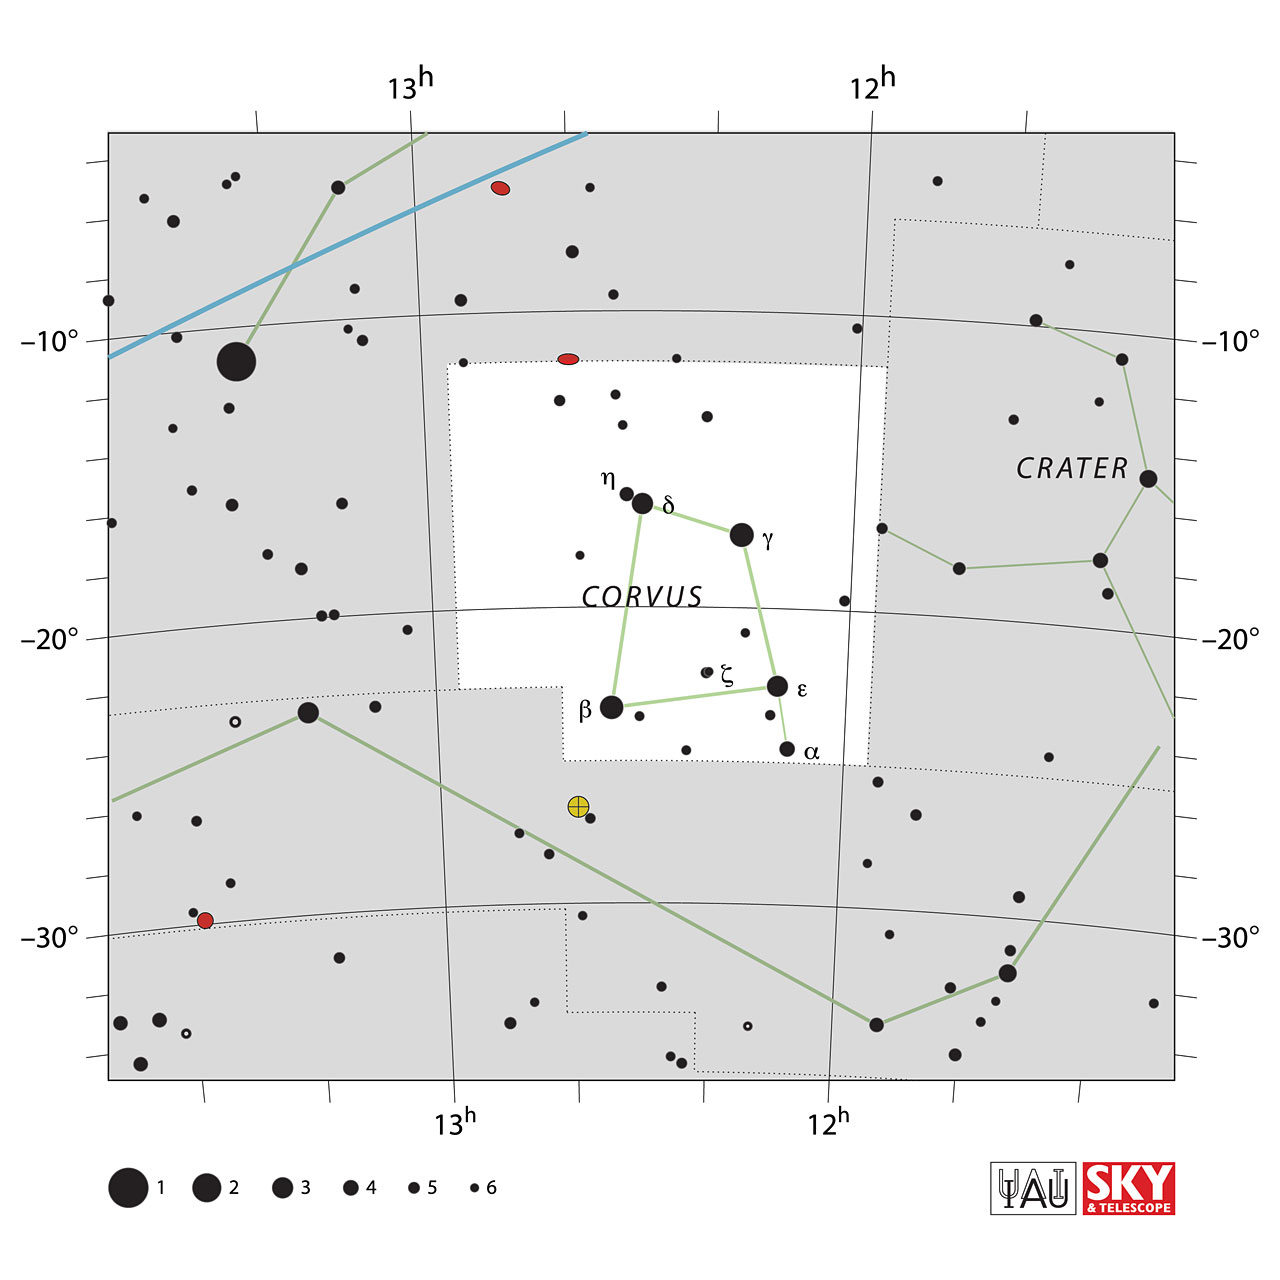 13h 12h
–10° –10°
CRATER
η
δ
γ
CORVUS
–20° –20°
ζ
ε
β
α
–30° –30°
13h 12h
1 2 3 4 5 6
IAU
SKY
& TELESCOPE